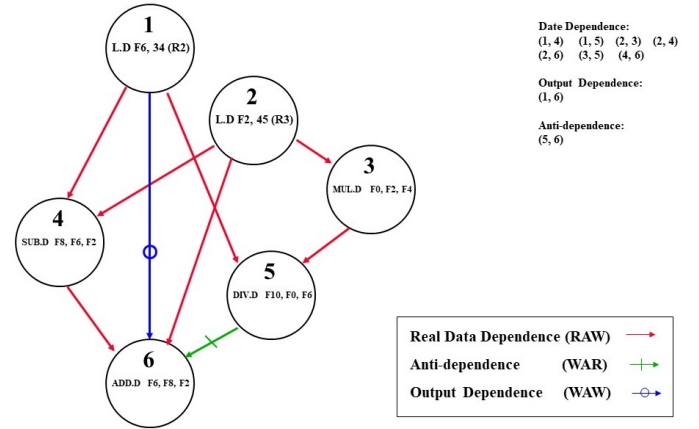 1
L.D F6, 34 (R2)
2
L.D F2, 45 (R3)
3
MUL.D F0, F2, F4
4
SUB.D F8, F6, F2
5
DIV.D F10, F0, F6
6
ADD.D F6, F8, F2
Date Dependence:
(1, 4) (1, 5) (2, 3) (2, 4)
(2, 6) (3, 5) (4, 6)
Output Dependence:
(1, 6)
Anti-dependence:
(5, 6)
Real Data Dependence (RAW)
Anti-dependence (WAR)
Output Dependence (WAW)